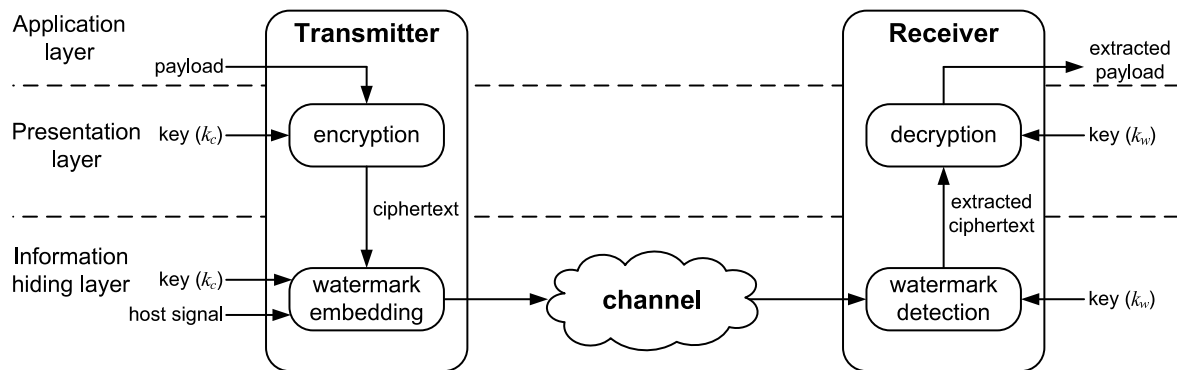 Application
layer
Transmitter
Receiver
payload
extracted
payload
Presentation
layer
key (kc)
encryption
decryption
key (kw)
ciphertext
extracted
ciphertext
Information
hiding layer
key (kc)
host signal
watermark
embedding
channel
watermark
detection
key (kw)